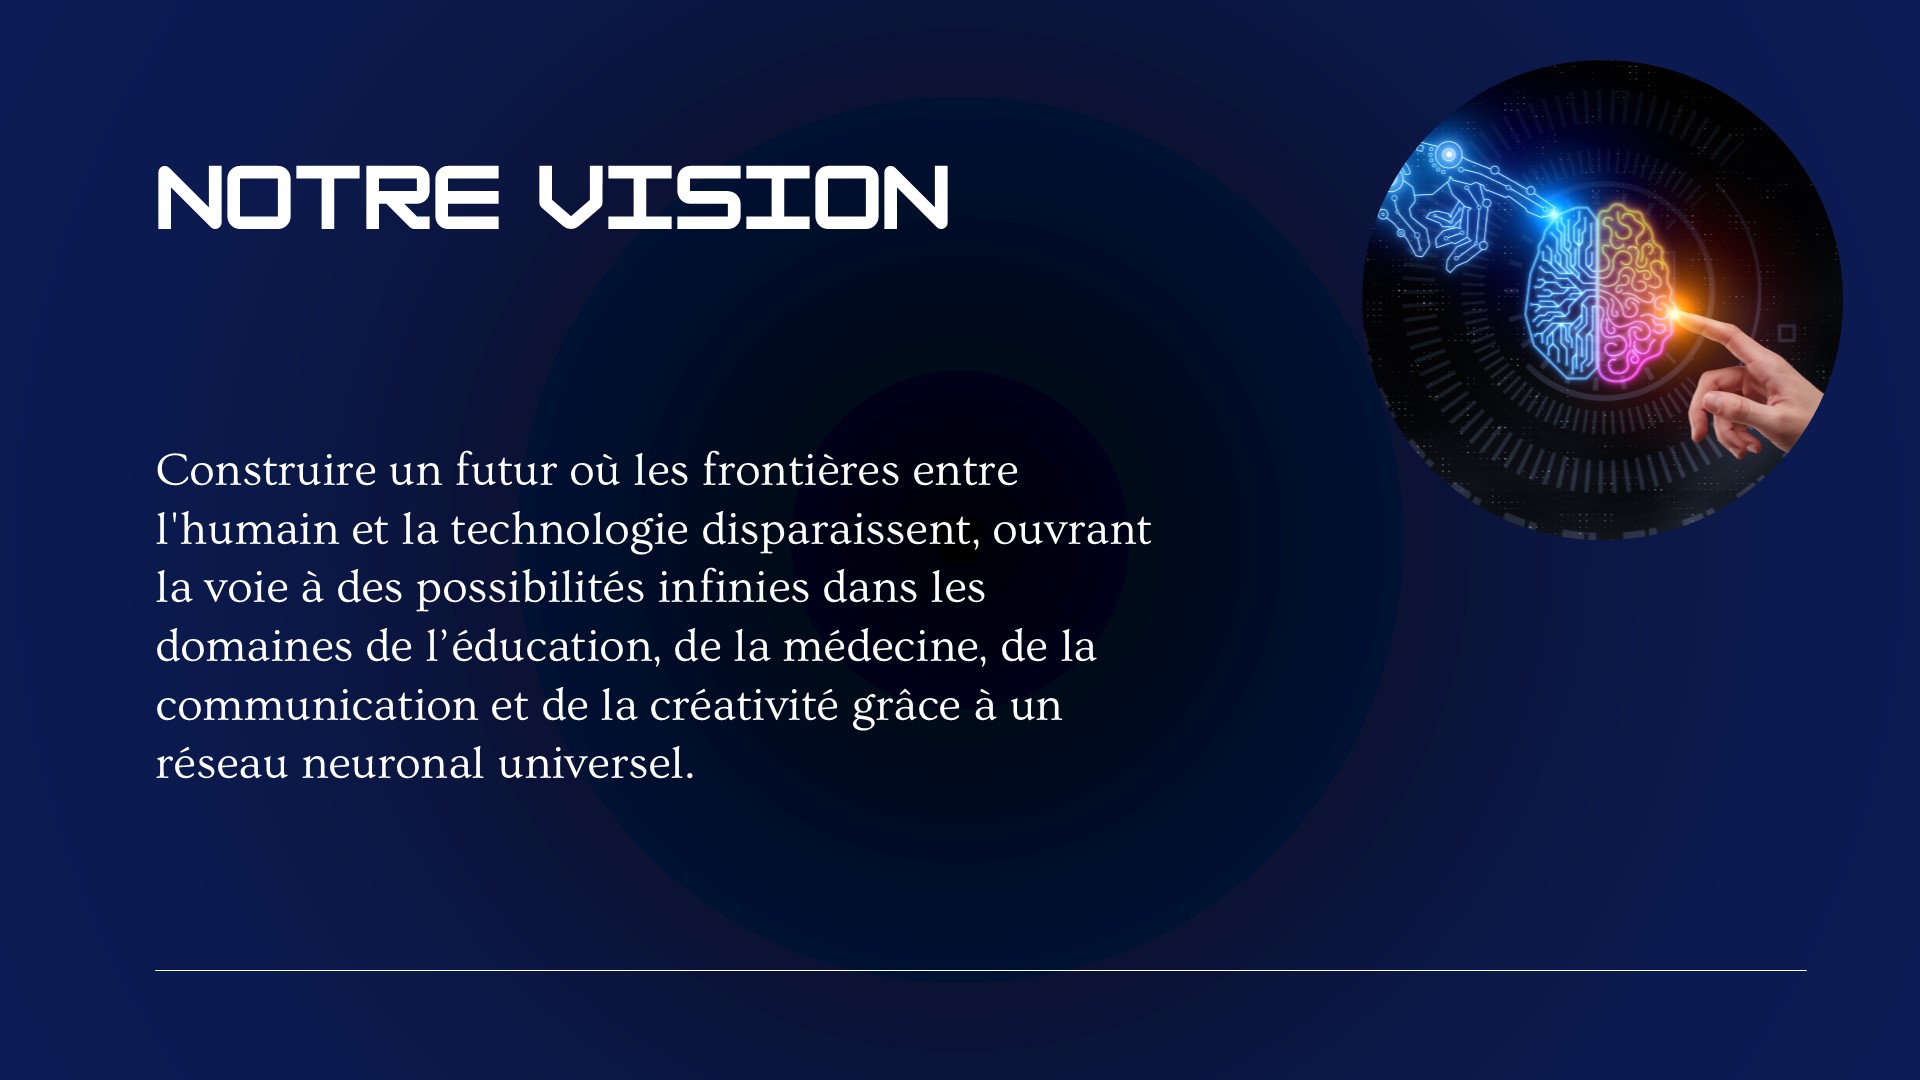 NOTRE VISION
Construire un futur où les frontières entre
l'humain et la technologie disparaissent, ouvrant
la voie à des possibilités infinies dans les
domaines de l’éducation, de la médecine, de la
communication et de la créativité grâce à un
réseau neuronal universel.